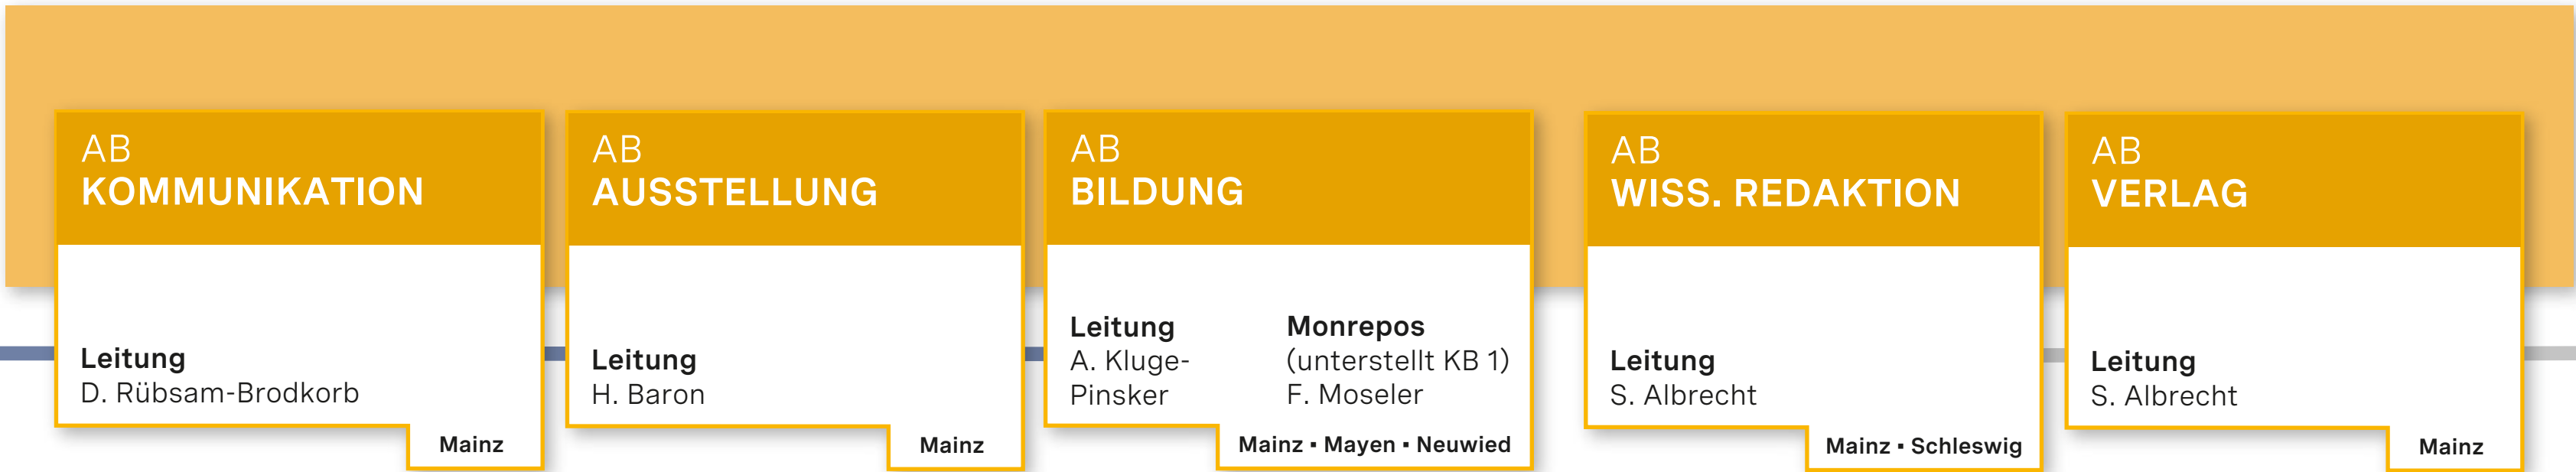 AB
KOMMUNIKATION
Leitung
D. Rübsam-Brodkorb
Mainz
AB
AUSSTELLUNG
Leitung
H. Baron
Mainz
AB
BILDUNG
Leitung
A. Kluge-
Pinsker
Monrepos
(unterstellt KB 1)
F. Moseler
Mainz ▪ Mayen ▪ Neuwied
AB
WISS. REDAKTION
Leitung
S. Albrecht
Mainz ▪ Schleswig
AB
VERLAG
Leitung
S. Albrecht
Mainz